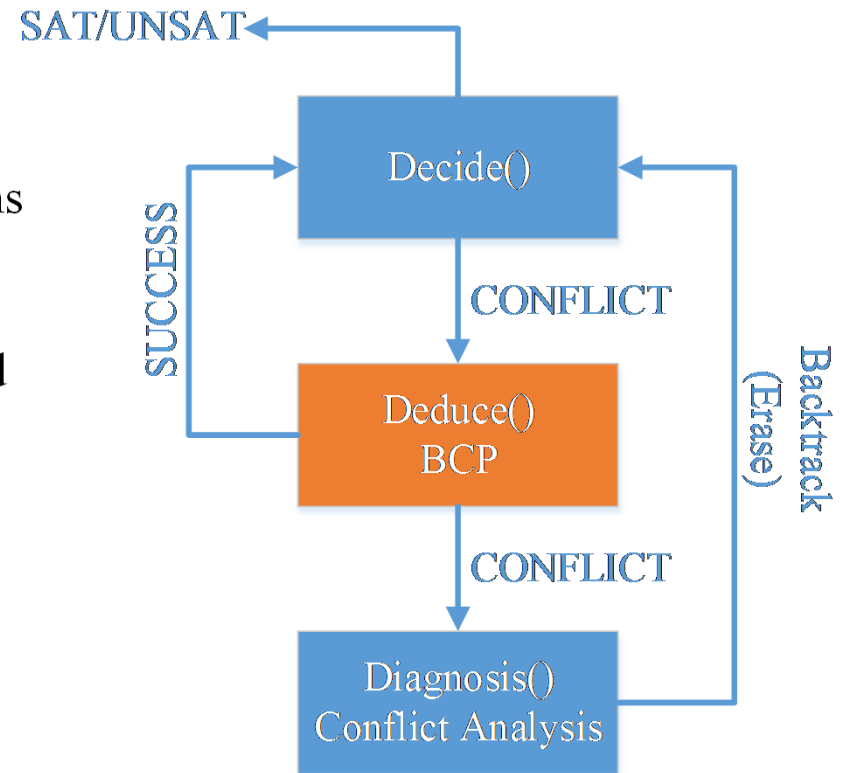 SAT/UNSAT
Decide()
SUCCESS
CONFLICT
Deduce()
BCP
CONFLICT
Backtrack
(Erase)
Diagnosis()
Conflict Analysis